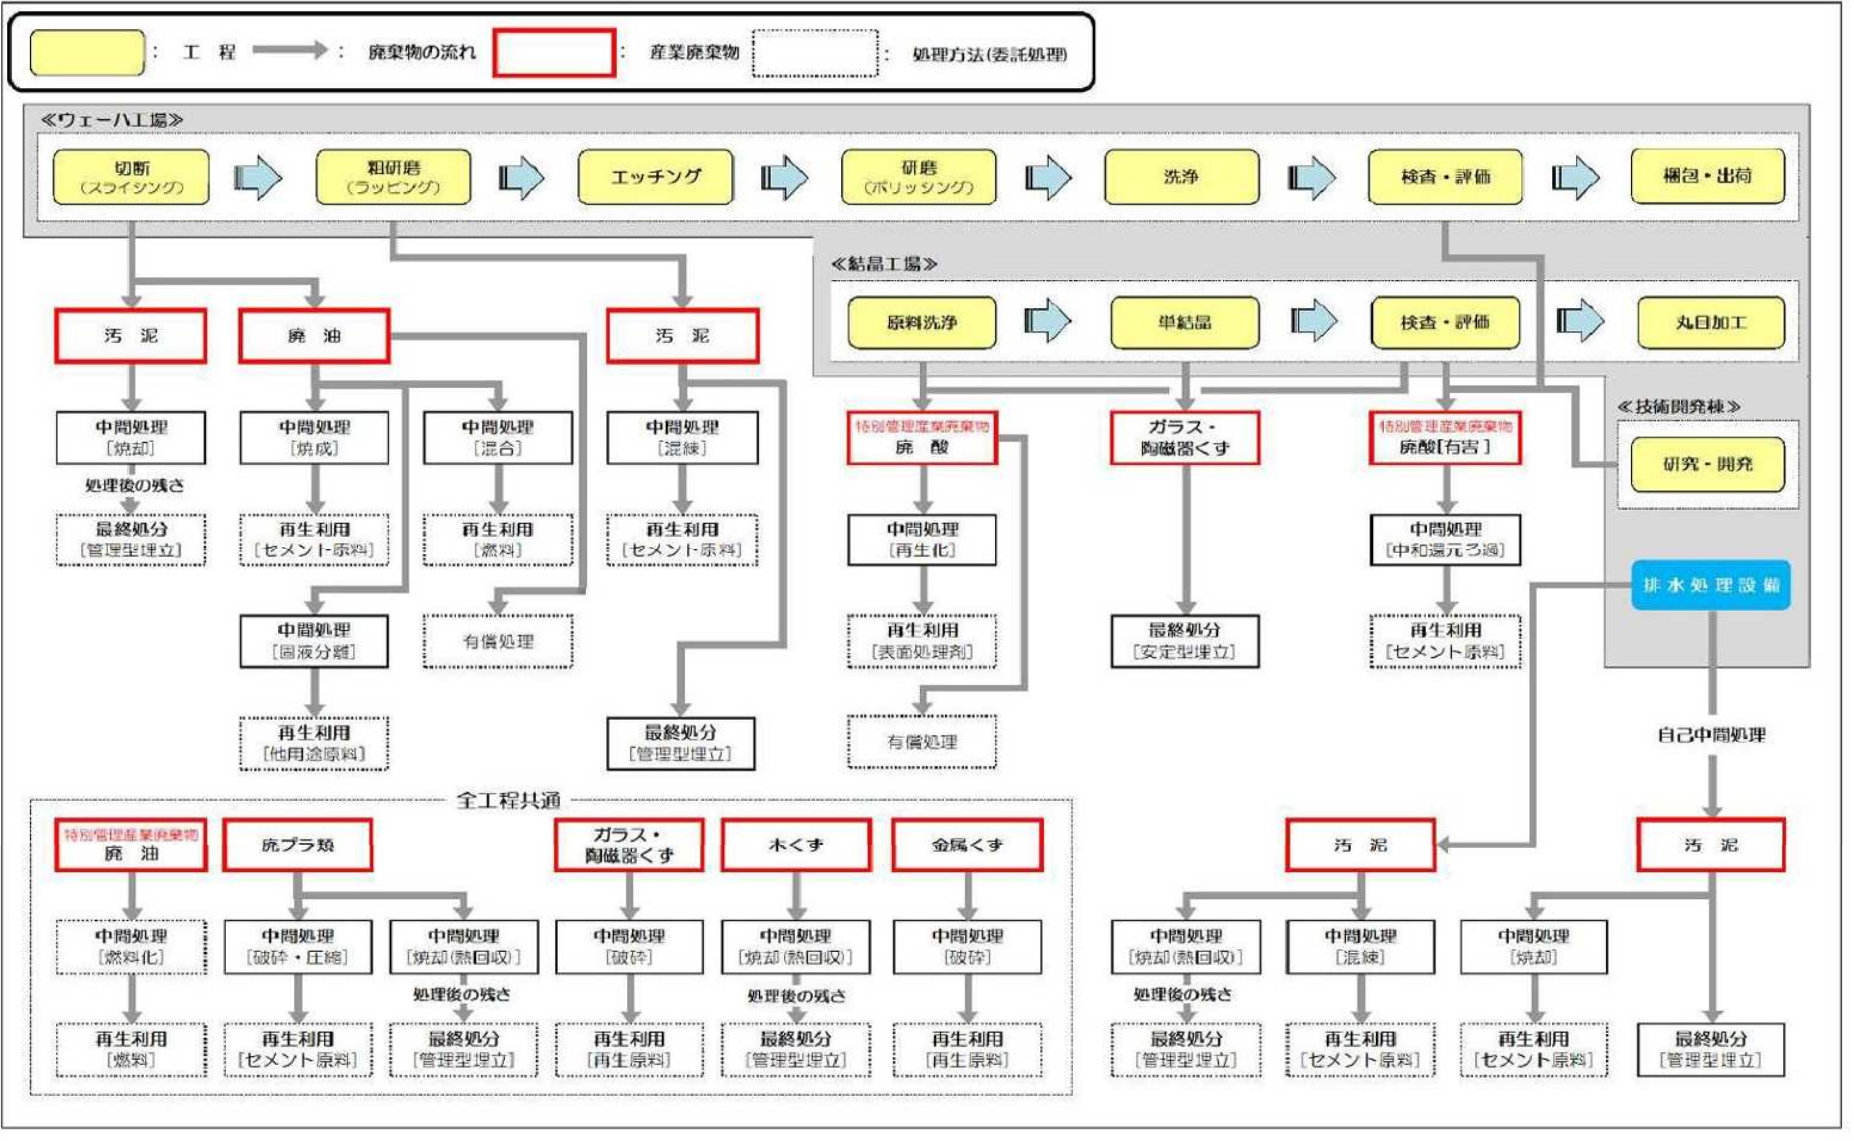 : 工 程
: 廃棄物の流れ
: 産業廃棄物
: 処理方法(委託処理)
≪ウェーハ工場≫
切断
(スライシング)
粗研磨
(ラッピング)
エッチング
研磨
(ポリッシング)
洗浄
検査・評価
梱包・出荷
≪結晶工場≫
原料洗浄
単結晶
検査・評価
丸目加工
≪技術開発棟≫
研究・開発
排水処理設備
自己中間処理
汚 泥
廃 油
汚 泥
中間処理
[焼却]
中間処理
[焼成]
中間処理
[混合]
中間処理
[混練]
特別管理産業廃棄物
廃 酸
ガラス・
陶磁器くず
特別管理産業廃棄物
廃酸[有害]
処理後の残さ
最終処分
[管理型埋立]
再生利用
[セメント原料]
再生利用
[燃料]
再生利用
[セメント原料]
中間処理
[再生化]
中間処理
[中和還元ろ過]
中間処理
[固液分離]
有償処理
再生利用
[表面処理剤]
最終処分
[安定型埋立]
再生利用
[セメント原料]
再生利用
[他用途原料]
最終処分
[管理型埋立]
有償処理
全工程共通
特別管理産業廃棄物
廃 油
廃プラ類
ガラス・
陶磁器くず
木くず
金属くず
汚 泥
汚 泥
中間処理
[燃料化]
中間処理
[破砕・圧縮]
中間処理
[焼却(熱回収)]
中間処理
[破砕]
中間処理
[焼却(熱回収)]
中間処理
[破砕]
中間処理
[焼却(熱回収)]
中間処理
[混練]
中間処理
[焼却]
処理後の残さ
処理後の残さ
処理後の残さ
再生利用
[燃料]
再生利用
[セメント原料]
最終処分
[管理型埋立]
再生利用
[再生原料]
最終処分
[管理型埋立]
再生利用
[再生原料]
最終処分
[管理型埋立]
再生利用
[セメント原料]
再生利用
[セメント原料]
最終処分
[管理型埋立]